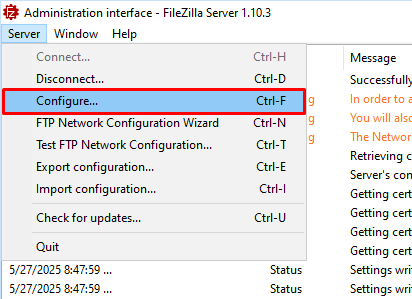 Administration interface - FileZilla Server 1.10.3
Server Window Help
Connect... Ctrl-H
Message
Disconnect... Ctrl-D
Successfully
Configure... Ctrl-F
g In order to a
FTP Network Configuration Wizard Ctrl-N
g You will also
Test FTP Network Configuration... Ctrl-T
g The Network
Export configuration... Ctrl-E
Retrieving c
Import configuration... Ctrl-I
Server's con
Getting cert
Check for updates... Ctrl-U
Getting cert
Getting cert
Quit
Getting cert
5/27/2025 8:47:59 ... Status Settings writ
5/27/2025 8:47:59 ... Status Settings writ